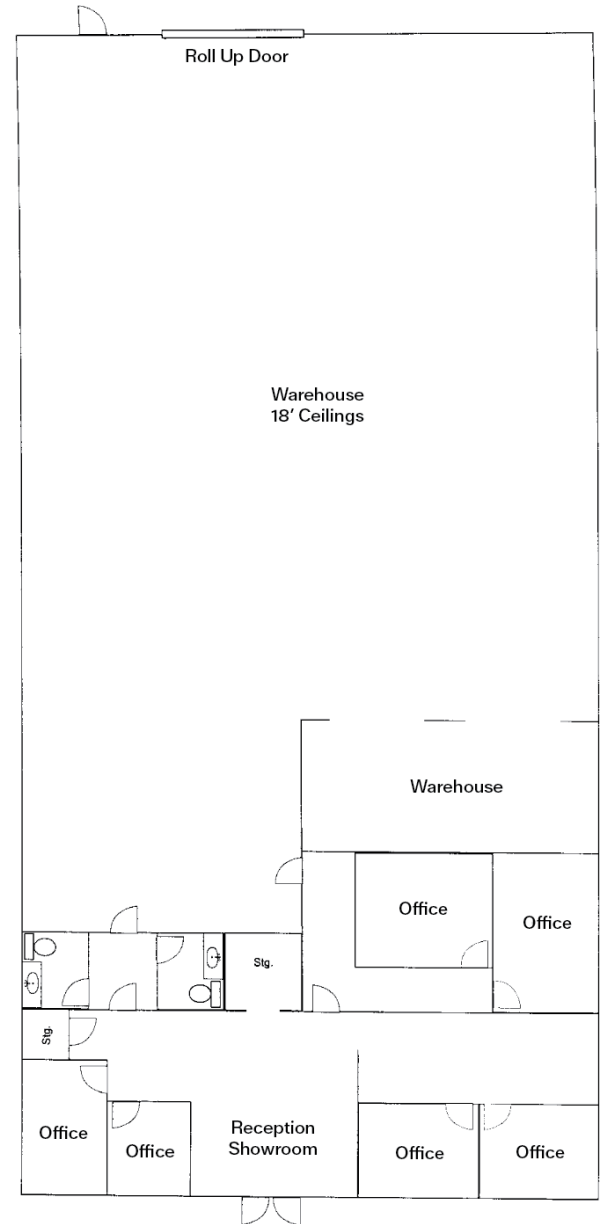 Roll Up Door
Warehouse
18' Ceilings
Warehouse
Office
Office
Stg.
Stg.
Office
Office
Reception
Showroom
Office
Office